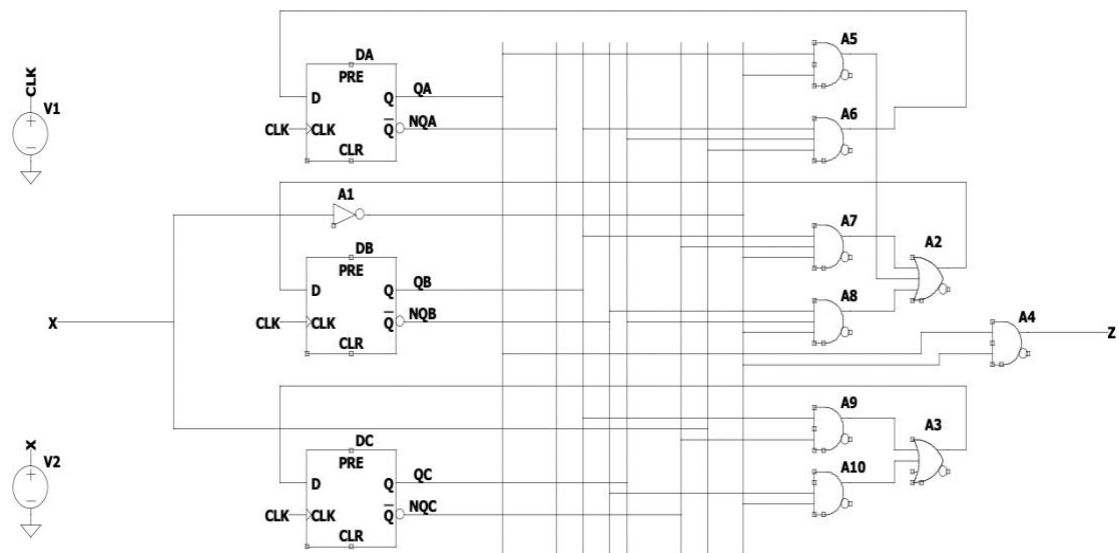 CLK
V1
DA
PRE
D
Q
QA
NQA
CLK
CLK
Q
CLR
A5
A6
A1
DB
PRE
D
Q
QB
NQB
CLK
CLK
Q
CLR
X
A7
A2
A8
A4
Z
X
V2
DC
PRE
D
Q
QC
NQC
CLK
CLK
Q
CLR
A9
A3
A10